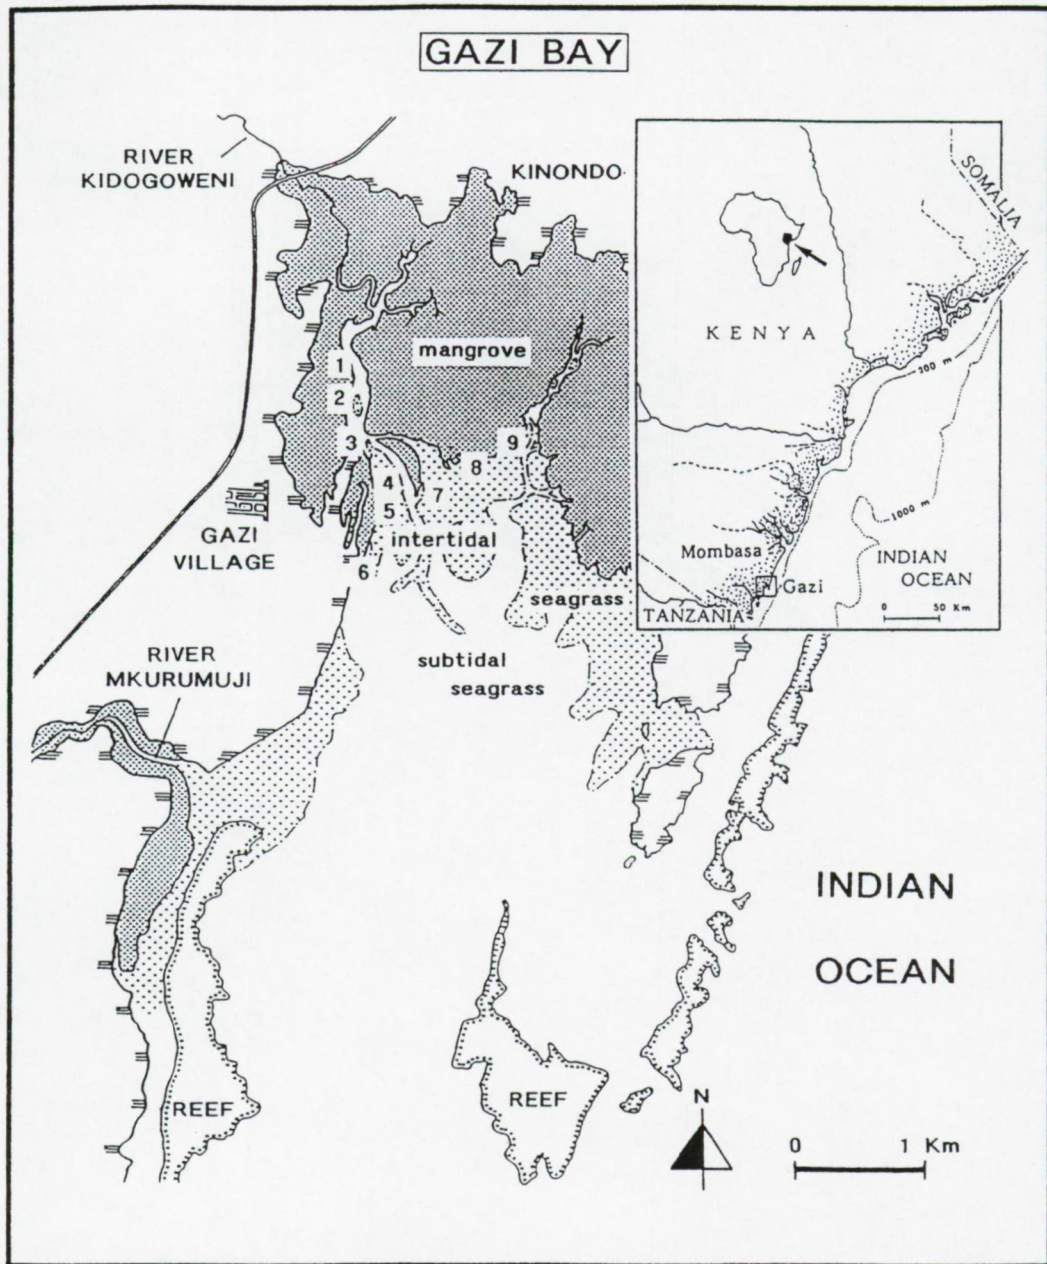 GAZI BAY
RIVER
KIDOGOWENI
KINONDO
mangrove
1
2
3
4
5
6
7
8
9
intertidal
GAZI
VILLAGE
seagrass
subtidal
seagrass
RIVER
MKURUMUJI
REEF
REEF
INDIAN
OCEAN
N
0 1 Km
SOMALIA
KENYA
200 m
1000 m
Mombasa
Gazi
INDIAN
OCEAN
TANZANIA
0 50 Km